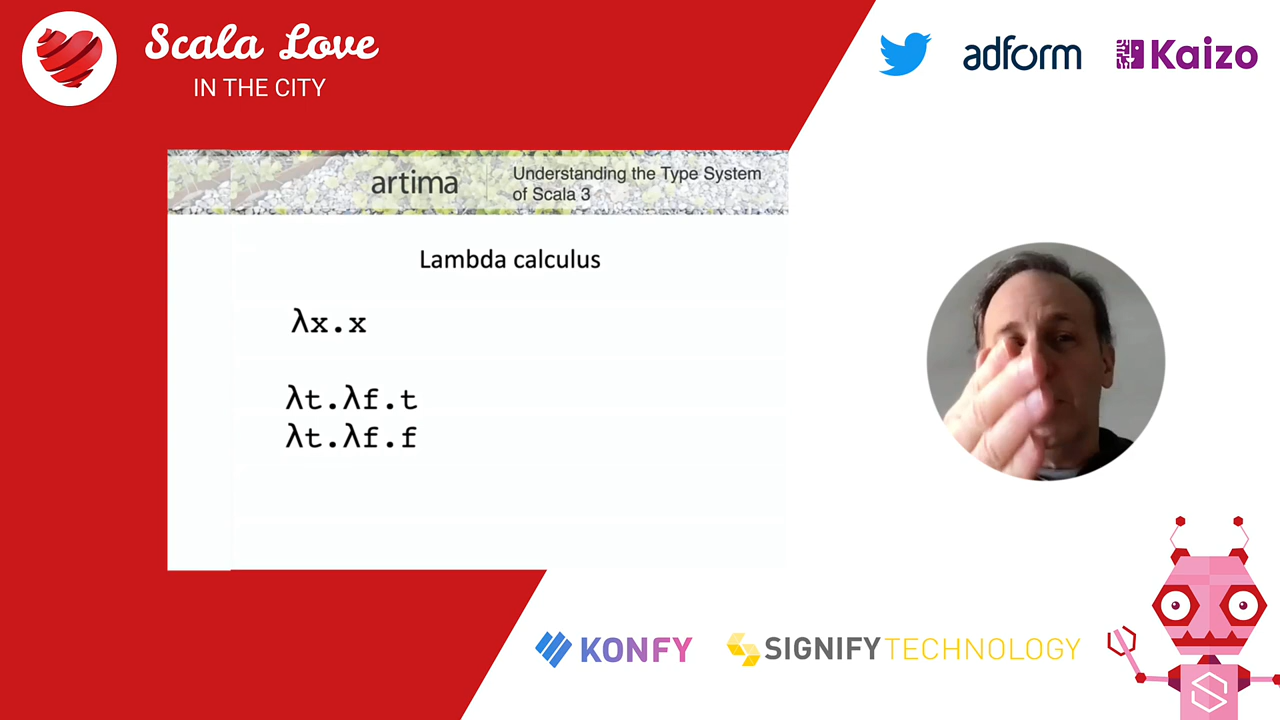 Scala Love
IN THE CITY
adform
Kaizo
artima
Understanding the Type System
of Scala 3
Lambda calculus
λx.x
λt.λf.t
λt.λf.f
KONFY
SIGNIFYTECHNOLOGY